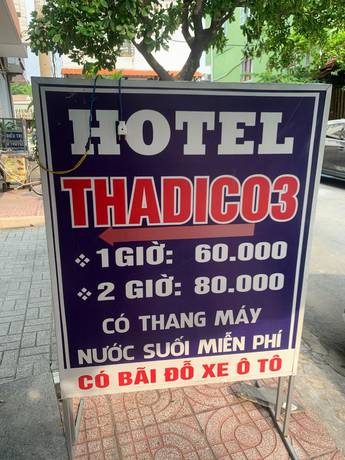 HOTEL
THADICO3
❖ 1 GIỜ: 60.000
❖ 2 GIỜ: 80.000
CÓ THANG MÁY
NƯỚC SUỐI MIỄN PHÍ
CÓ BÃI ĐỖ XE Ô TÔ